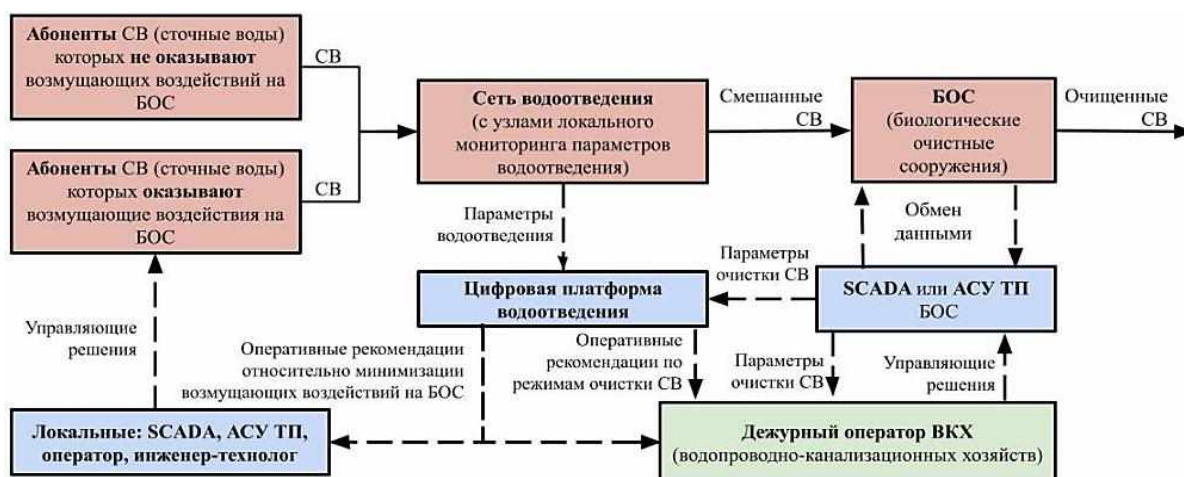 Абоненты СВ (сточные воды)
которых не оказывают
возмущающих воздействий на
БОС
СВ
Сеть водоотведения
(с узлами локального
мониторинга параметров
водоотведения)
Смешанные
СВ
БОС
(биологические
очистные
сооружения)
Очищенные
СВ
Абоненты СВ (сточные воды)
которых оказывают
возмущающие воздействия на
БОС
СВ
Параметры
водоотведения
Обмен
данными
Параметры
очистки СВ
Цифровая платформа
водоотведения
SCADA или АСУ ТП
БОС
Управляющие
решения
Оперативные рекомендации
относительно минимизации
возмущающих воздействий на БОС
Оперативные
рекомендации по
режимам очистки СВ
Параметры
очистки СВ
Управляющие
решения
Локальные: SCADA, АСУ ТП,
оператор, инженер-технолог
Дежурный оператор ВКХ
(водопроводно-канализационных хозяйств)